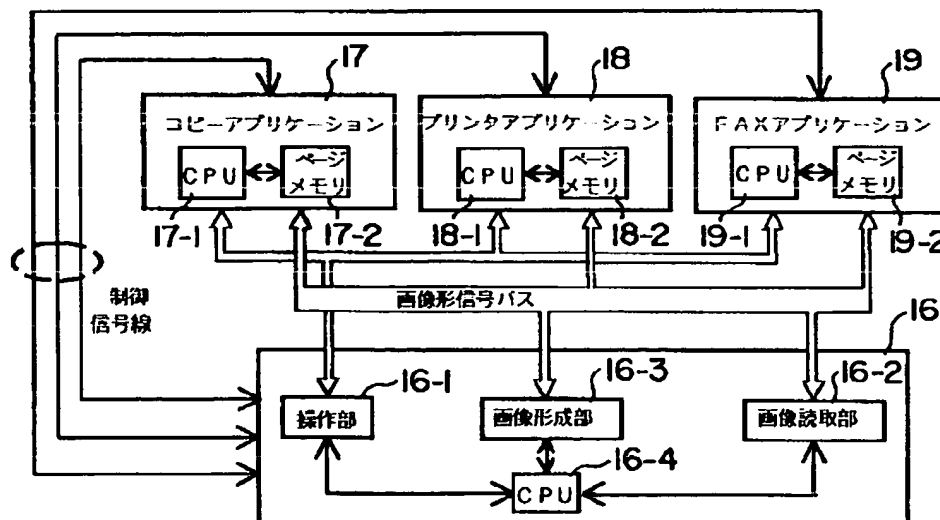 17
18
19
コピーアプリケーション
プリンタアプリケーション
FAXアプリケーション
CPU
ページ
メモリ
CPU
ページ
メモリ
CPU
ページ
メモリ
17-1
17-2
18-1
18-2
19-1
19-2
制御
信号線
画像形信号バス
16
16-1
16-3
16-2
操作部
画像形成部
画像読取部
16-4
CPU